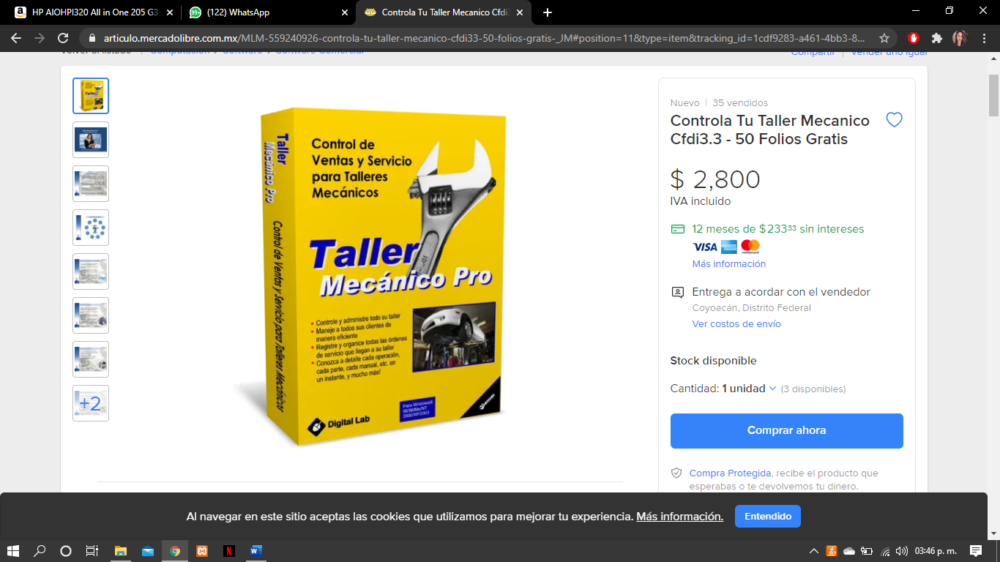 HP AIOHPI320 All in One 205 G3-
(122) WhatsApp
Controla Tu Taller Mecanico Cfdi3
articulo.mercadolibre.com.mx/MLM-559240926-controla-tu-taller-mecanico-cfdi33-50-folios-gratis-_JM#position=11&type=item&tracking_id=1cdf9283-a461-4bb3-8...
Volver al listado | Computación > Software > Software Comercial
Compartir | Vender uno igual
Taller
Mecánico Pro
Control de Ventas y Servicio para Talleres Mecánicos
Control de
Ventas y Servicio
para Talleres
Mecánicos
Taller
Mecánico Pro
• Controle y administre todo su taller
• Maneje a todos sus clientes de
manera eficiente
• Registre y organice todas las órdenes
de servicio que llegan a su taller
• Conozca a detalle cada operación,
cada parte, cada manual, etc. en
un instante, y mucho más!
Para Windows®
95/98/Me/NT
2000/XP/2003
Digital Lab
+2
Nuevo | 35 vendidos
Controla Tu Taller Mecanico
Cfdi3.3 - 50 Folios Gratis
$ 2,800
IVA incluido
12 meses de $233³³ sin intereses
VISA
Más información
Entrega a acordar con el vendedor
Coyoacán, Distrito Federal
Ver costos de envío
Stock disponible
Cantidad: 1 unidad (3 disponibles)
Comprar ahora
Compra Protegida, recibe el producto que
esperabas o te devolvemos tu dinero.
Al navegar en este sitio aceptas las cookies que utilizamos para mejorar tu experiencia. Más información. Entendido
03:46 p. m.